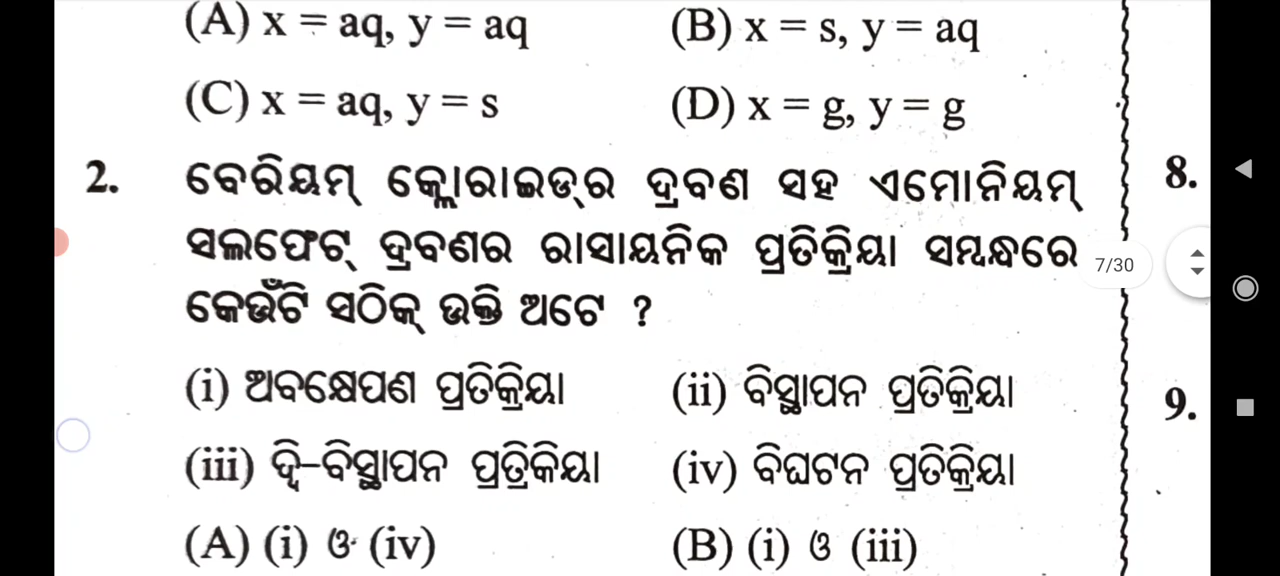 (A) x = aq, y = aq (B) x = s, y = aq
(C) x = aq, y = s (D) x = g, y = g
2. ବେରିୟମ୍ କ୍ଲୋରାଇଡ୍‌ର ଦ୍ରବଣ ସହ ଏମୋନିୟମ୍
ସଲଫେଟ୍ ଦ୍ରବଣର ରାସାୟନିକ ପ୍ରତିକ୍ରିୟା ସମ୍ବନ୍ଧରେ
କେଉଁଟି ସଠିକ୍ ଉକ୍ତି ଅଟେ ?
(i) ଅବକ୍ଷେପଣ ପ୍ରତିକ୍ରିୟା (ii) ବିସ୍ଥାପନ ପ୍ରତିକ୍ରିୟା
(iii) ଦ୍ୱି-ବିସ୍ଥାପନ ପ୍ରତ୍ରିକିୟା (iv) ବିଘଟନ ପ୍ରତିକ୍ରିୟା
(A) (i) ଓ (iv) (B) (i) ଓ (iii)
8.
7/30
9.